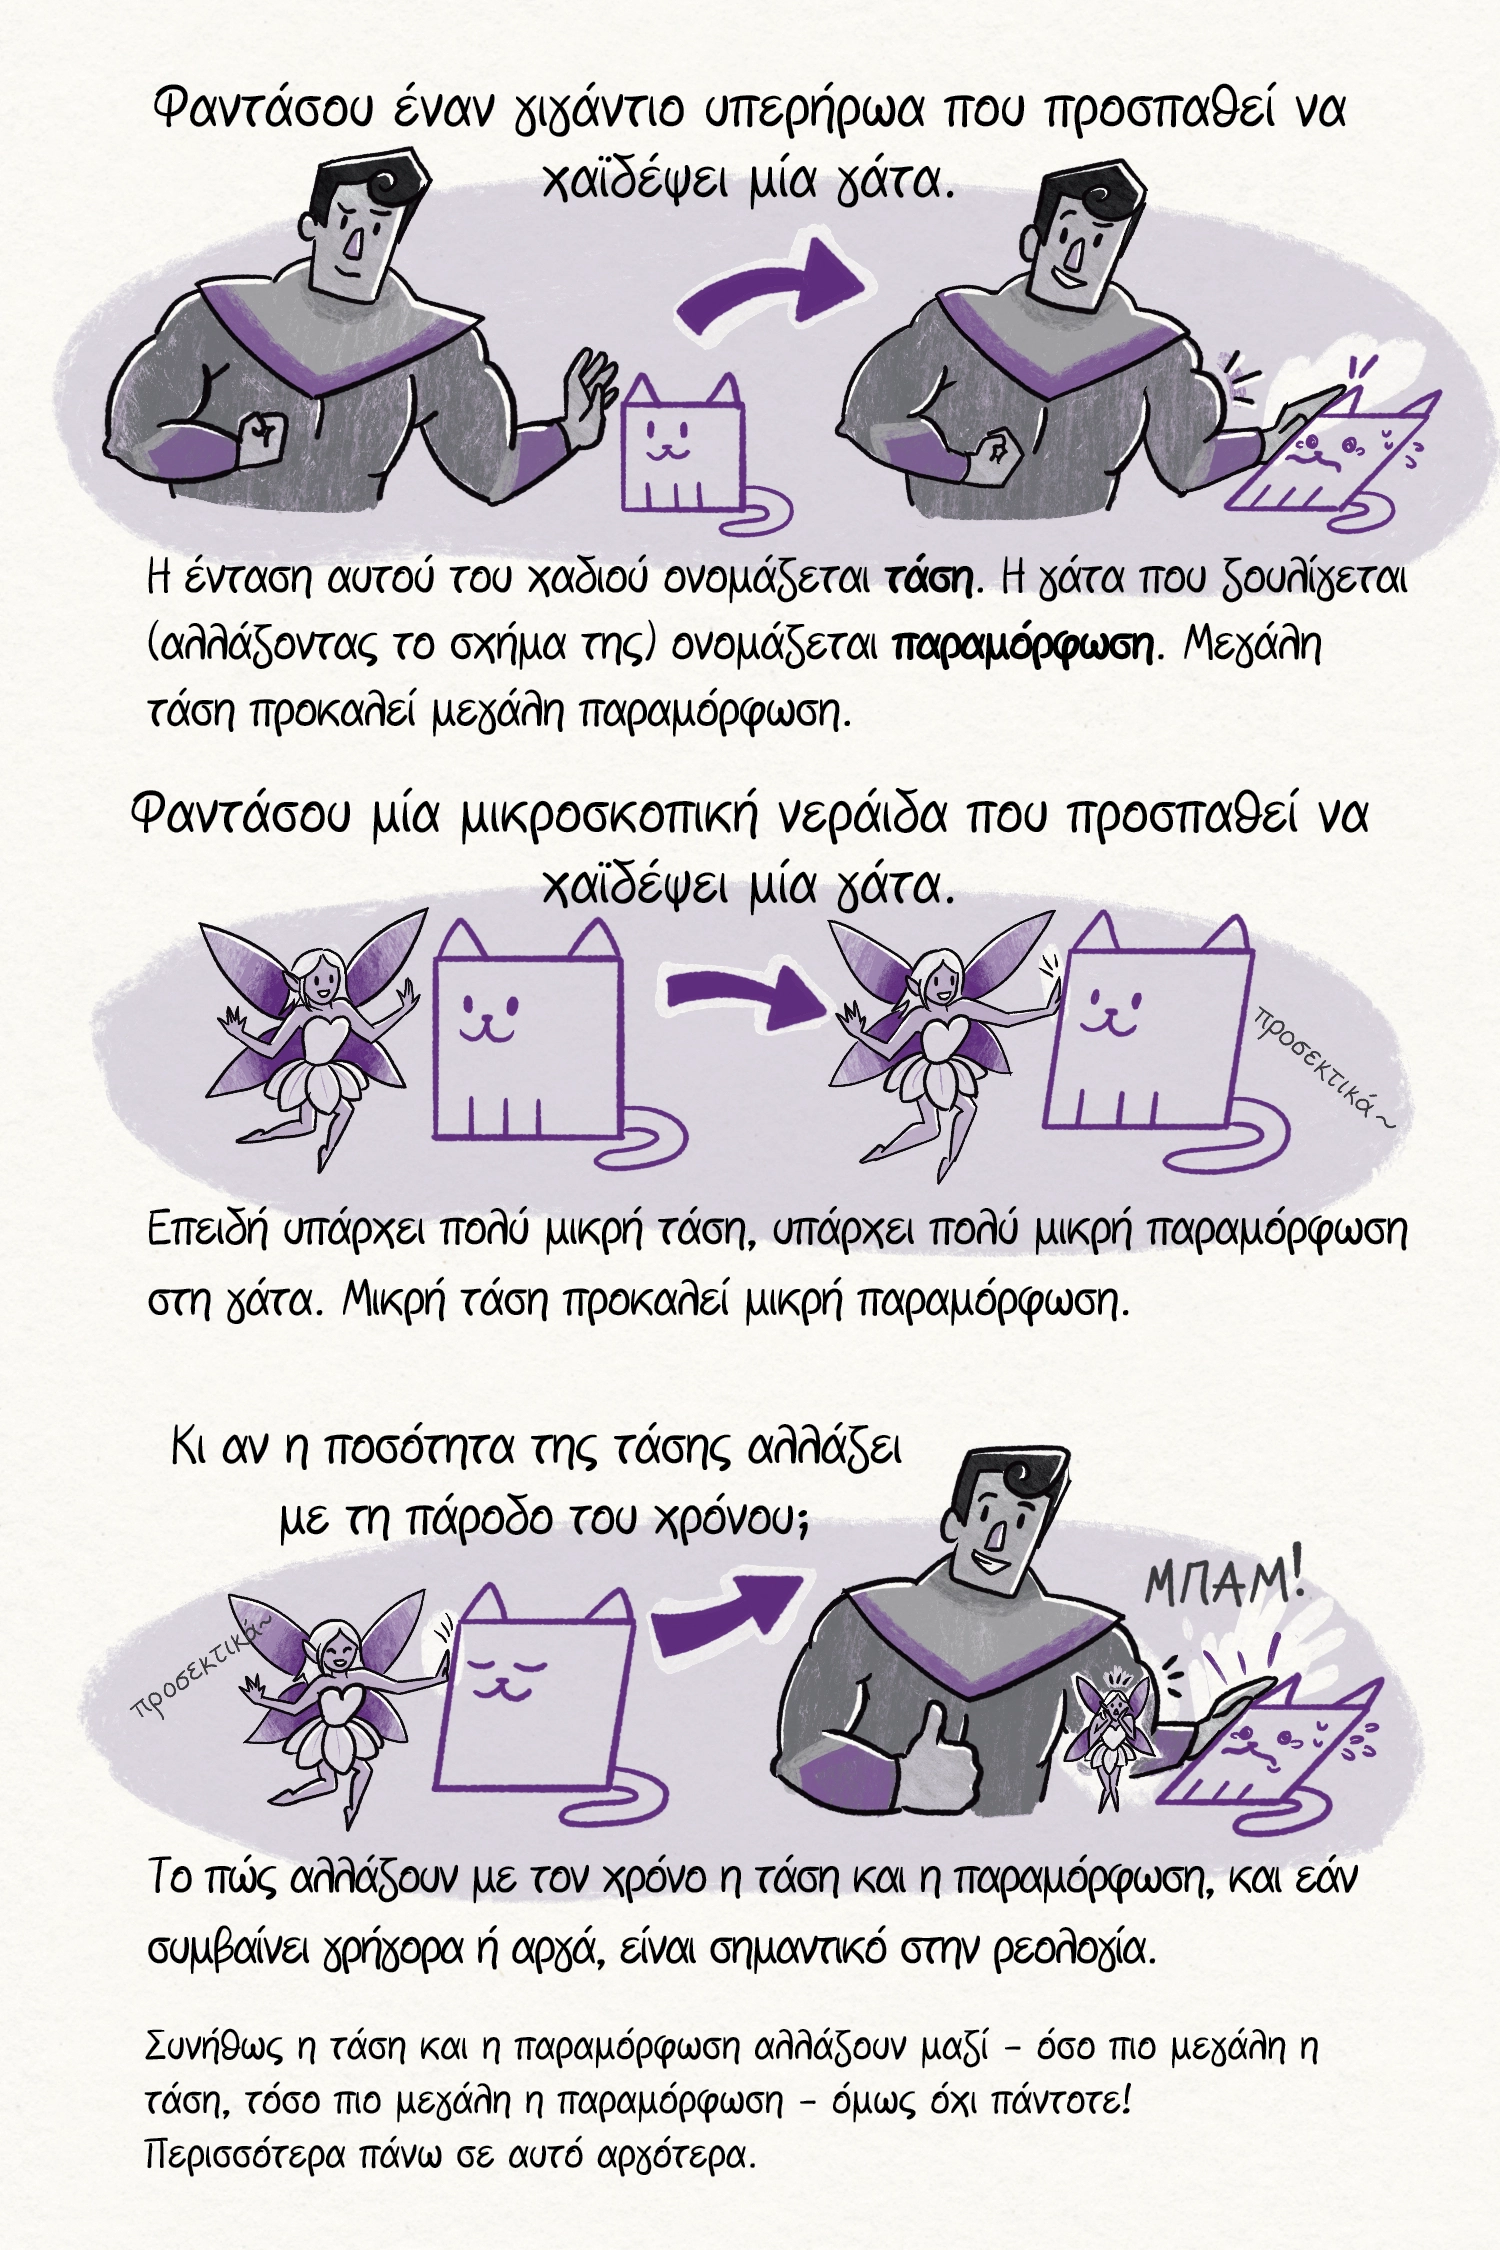 Φαντάσου έναν γιγάντιο υπερήρωα που προσπαθεί να
χαϊδέψει μία γάτα.
Η ένταση αυτού του χαδιού ονομάζεται τάση. Η γάτα που ζουλίγεται
(αλλάζοντας το σχήμα της) ονομάζεται παραμόρφωση. Μεγάλη
τάση προκαλεί μεγάλη παραμόρφωση.
Φαντάσου μία μικροσκοπική νεράιδα που προσπαθεί να
χαϊδέψει μία γάτα.
προσεκτικά~
Επειδή υπάρχει πολύ μικρή τάση, υπάρχει πολύ μικρή παραμόρφωση
στη γάτα. Μικρή τάση προκαλεί μικρή παραμόρφωση.
Κι αν η ποσότητα της τάσης αλλάξει
με τη πάροδο του χρόνου;
προσεκτικά~
ΜΠΑΜ!
Το πώς αλλάζουν με τον χρόνο η τάση και η παραμόρφωση, και εάν
συμβαίνει γρήγορα ή αργά, είναι σημαντικό στην ρεολογία.
Συνήθως η τάση και η παραμόρφωση αλλάζουν μαζί - όσο πιο μεγάλη η
τάση, τόσο πιο μεγάλη η παραμόρφωση - όμως όχι πάντοτε!
Περισσότερα πάνω σε αυτό αργότερα.